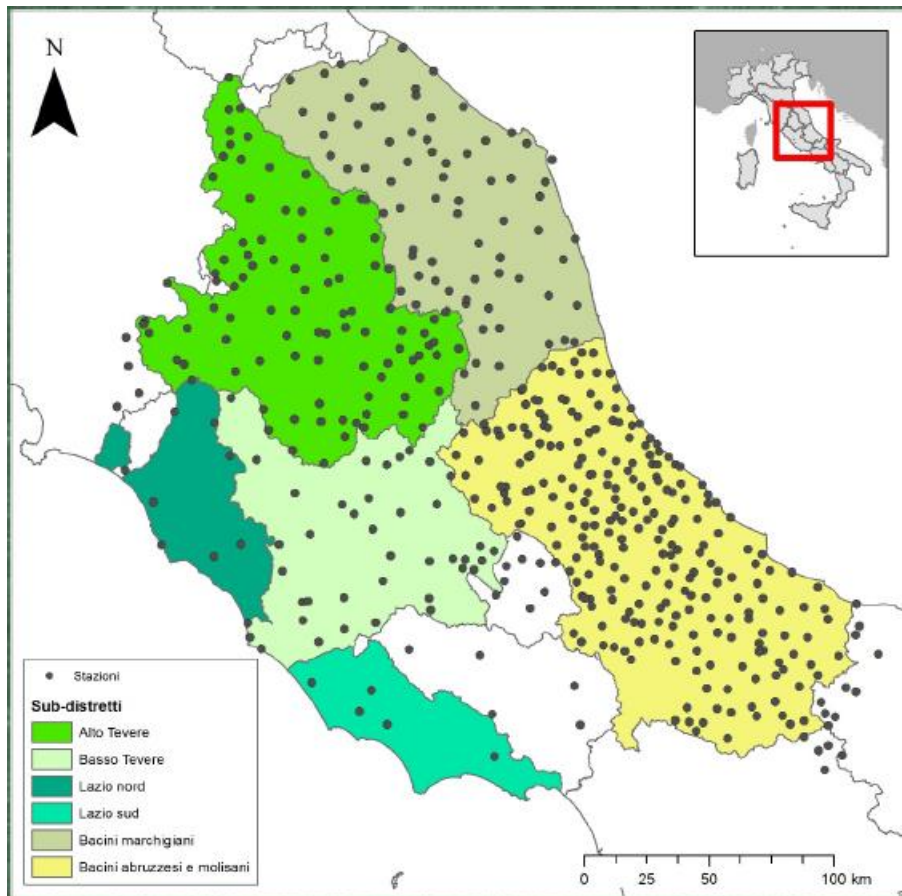 N
Stazioni
Sub-distretti
Alto Tevere
Basso Tevere
Lazio nord
Lazio sud
Bacini marchigiani
Bacini abruzzesi e molisani
0 25 50 100 km